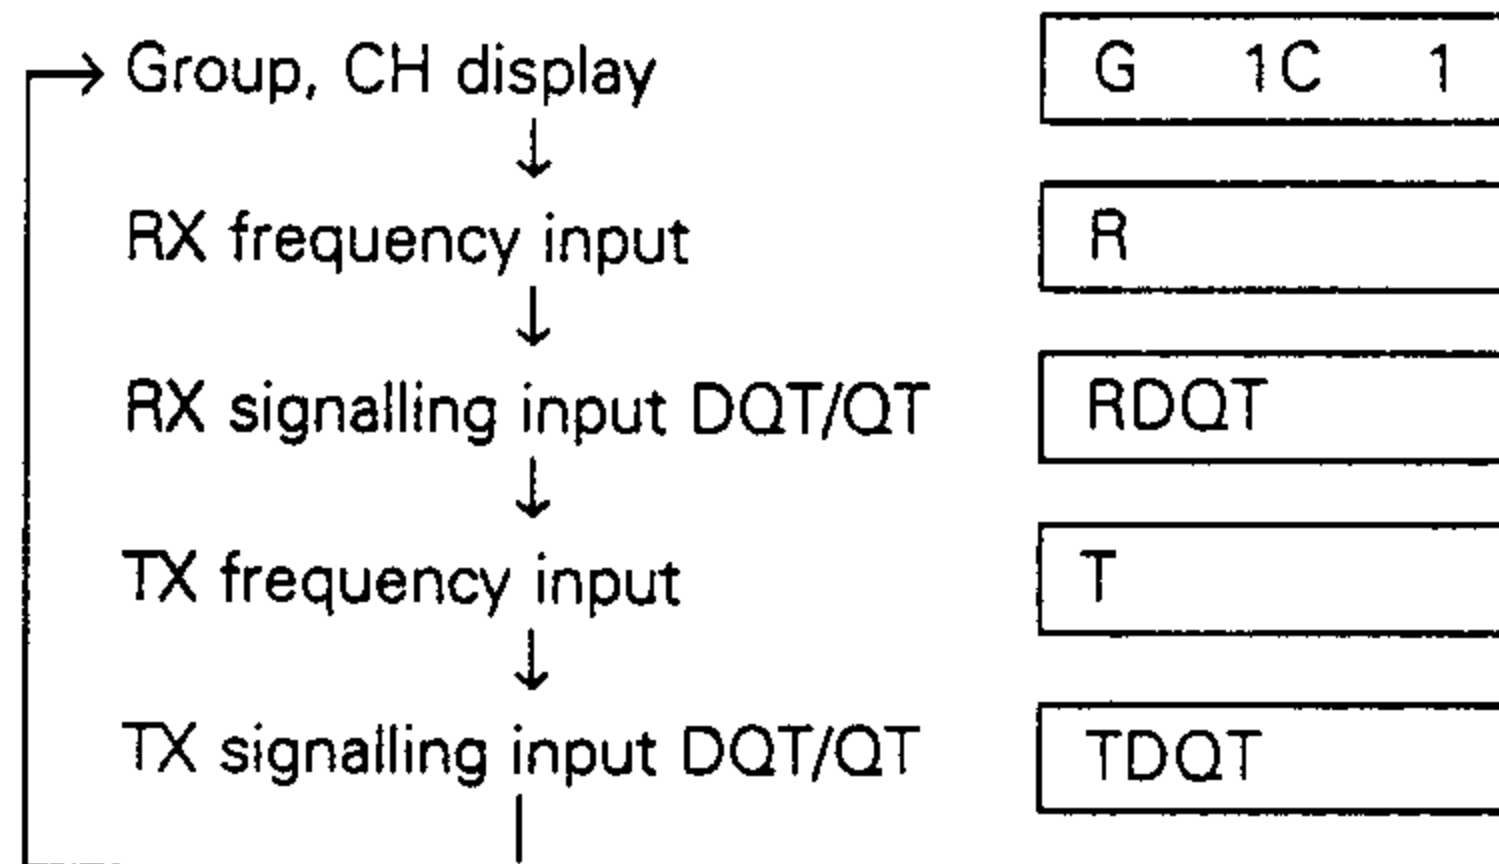 Group, CH display G 1C 1
RX frequency input R
RX signalling input DQT/QT RDQT
TX frequency input T
TX signalling input DQT/QT TDQT